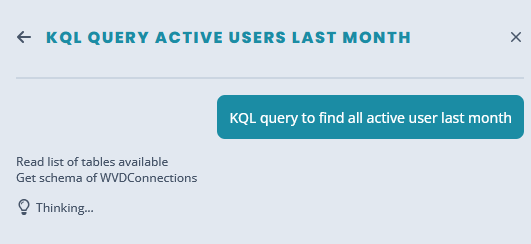 KQL QUERY ACTIVE USERS LAST MONTH
KQL query to find all active user last month
Read list of tables available
Get schema of WVDConnections
Thinking...